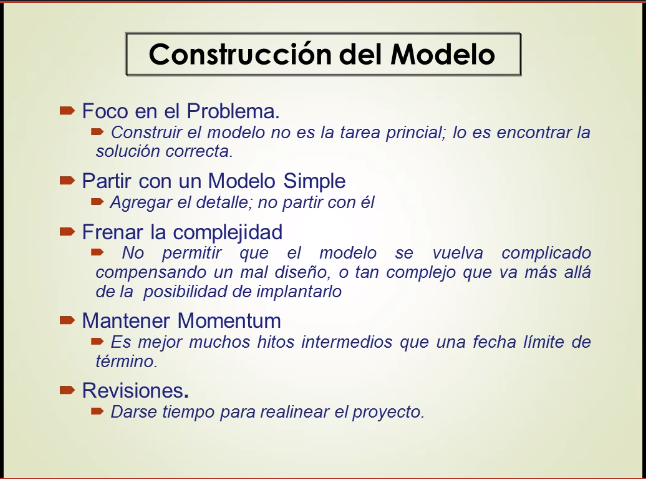 Construcción del Modelo
Foco en el Problema.
Construir el modelo no es la tarea princial; lo es encontrar la
solución correcta.
Partir con un Modelo Simple
Agregar el detalle; no partir con él
Frenar la complejidad
No permitir que el modelo se vuelva complicado
compensando un mal diseño, o tan complejo que va más allá
de la posibilidad de implantarlo
Mantener Momentum
Es mejor muchos hitos intermedios que una fecha límite de
término.
Revisiones.
Darse tiempo para realinear el proyecto.